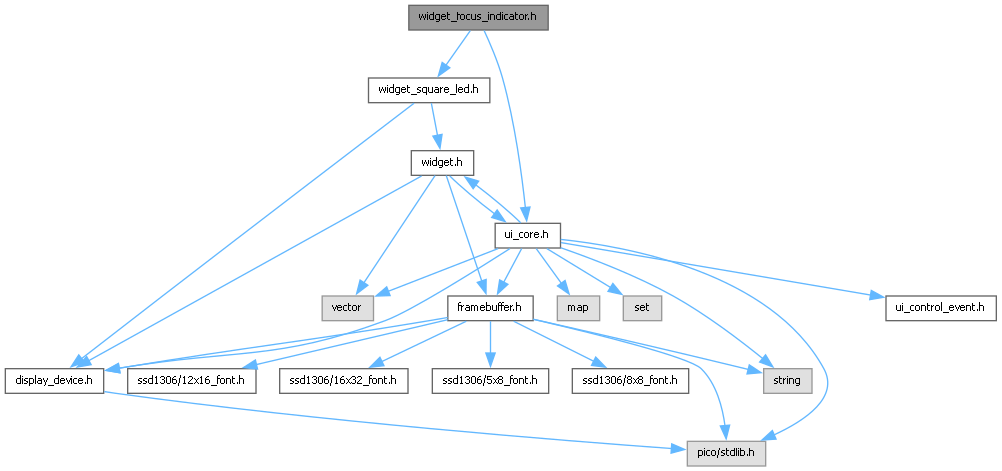 widget_focus_indicator.h
widget_square_led.h
widget.h
ui_core.h
vector
framebuffer.h
map
set
ui_control_event.h
display_device.h
ssd1306/12x16_font.h
ssd1306/16x32_font.h
ssd1306/5x8_font.h
ssd1306/8x8_font.h
string
pico/stdlib.h